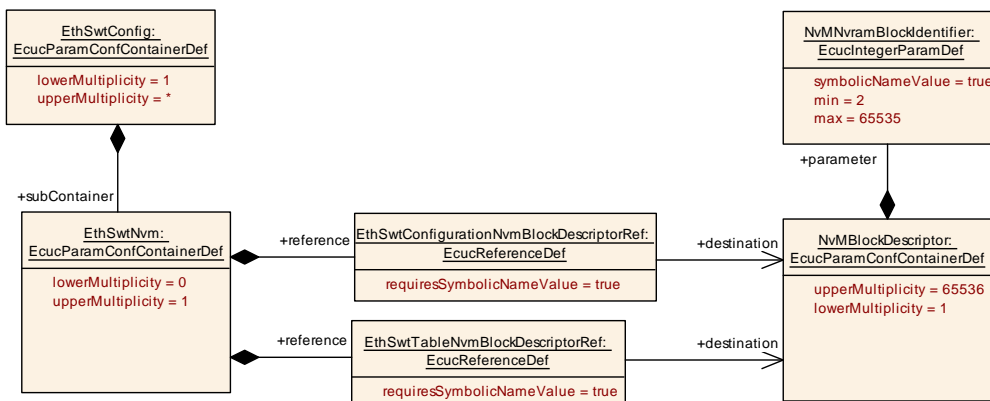 EthSwtConfig:
EcucParamConfContainerDef
lowerMultiplicity = 1
upperMultiplicity = *
NvMNvramBlockIdentifier:
EcucIntegerParamDef
symbolicNameValue = true
min = 2
max = 65535
+subContainer
+parameter
EthSwtNvm:
EcucParamConfContainerDef
lowerMultiplicity = 0
upperMultiplicity = 1
+reference
EthSwtConfigurationNvmBlockDescriptorRef:
EcucReferenceDef
requiresSymbolicNameValue = true
+destination
NvMBlockDescriptor:
EcucParamConfContainerDef
upperMultiplicity = 65536
lowerMultiplicity = 1
+reference
EthSwtTableNvmBlockDescriptorRef:
EcucReferenceDef
requiresSymbolicNameValue = true
+destination